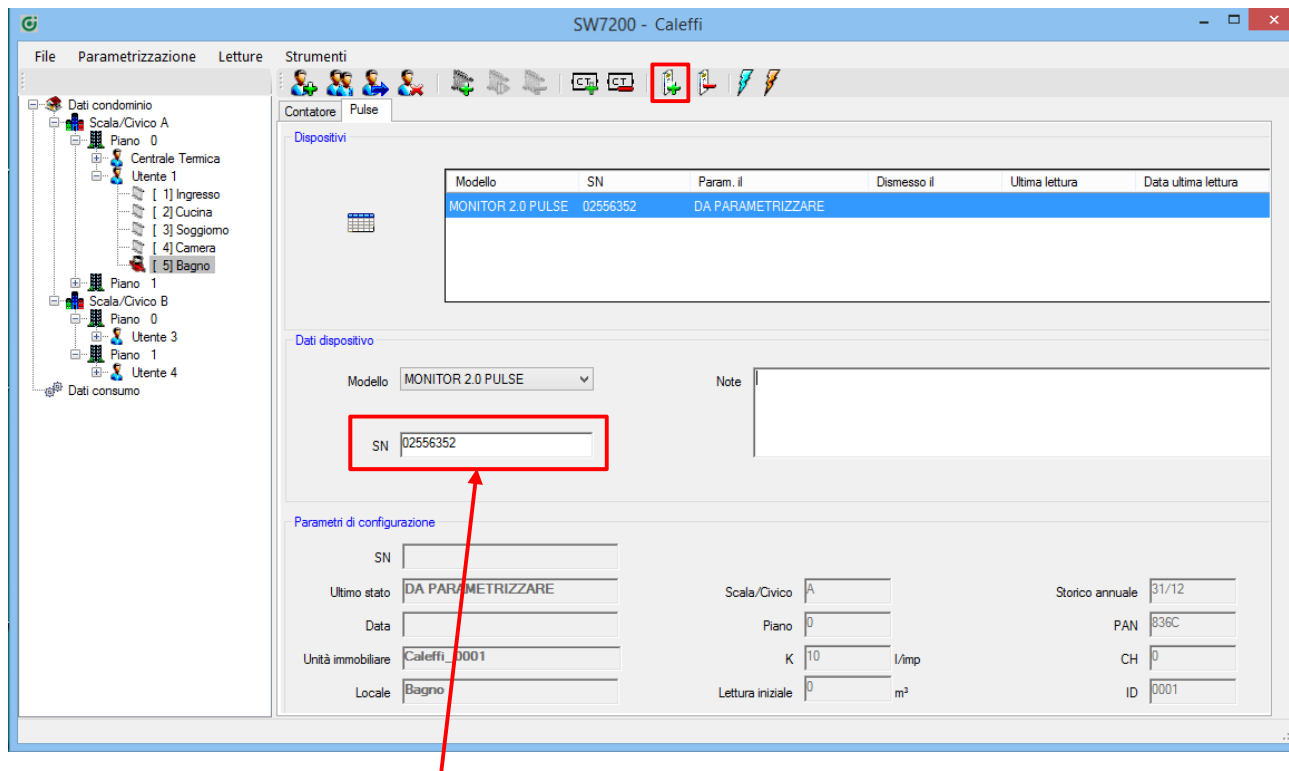 SW7200 - Caleffi
File Parametrizzazione Letture Strumenti
Dati condominio
Scala/Civico A
Piano 0
Centrale Termica
Utente 1
[ 1] Ingresso
[ 2] Cucina
[ 3] Soggiorno
[ 4] Camera
[ 5] Bagno
Piano 1
Scala/Civico B
Piano 0
Utente 3
Piano 1
Utente 4
Dati consumo
CT CT
Contatore Pulse
Dispositivi
Modello SN Param. il Dismesso il Ultima lettura Data ultima lettura
MONITOR 2.0 PULSE 02556352 DA PARAMETRIZZARE
Dati dispositivo
Modello MONITOR 2.0 PULSE Note
SN 02556352
Parametri di configurazione
SN
Ultimo stato DA PARAMETRIZZARE Scala/Civico A Storico annuale 31/12
Data Piano 0 PAN 836C
Unità immobiliare Caleffi_0001 K 10 l/imp CH 0
Locale Bagno Lettura iniziale 0 m³ ID 0001